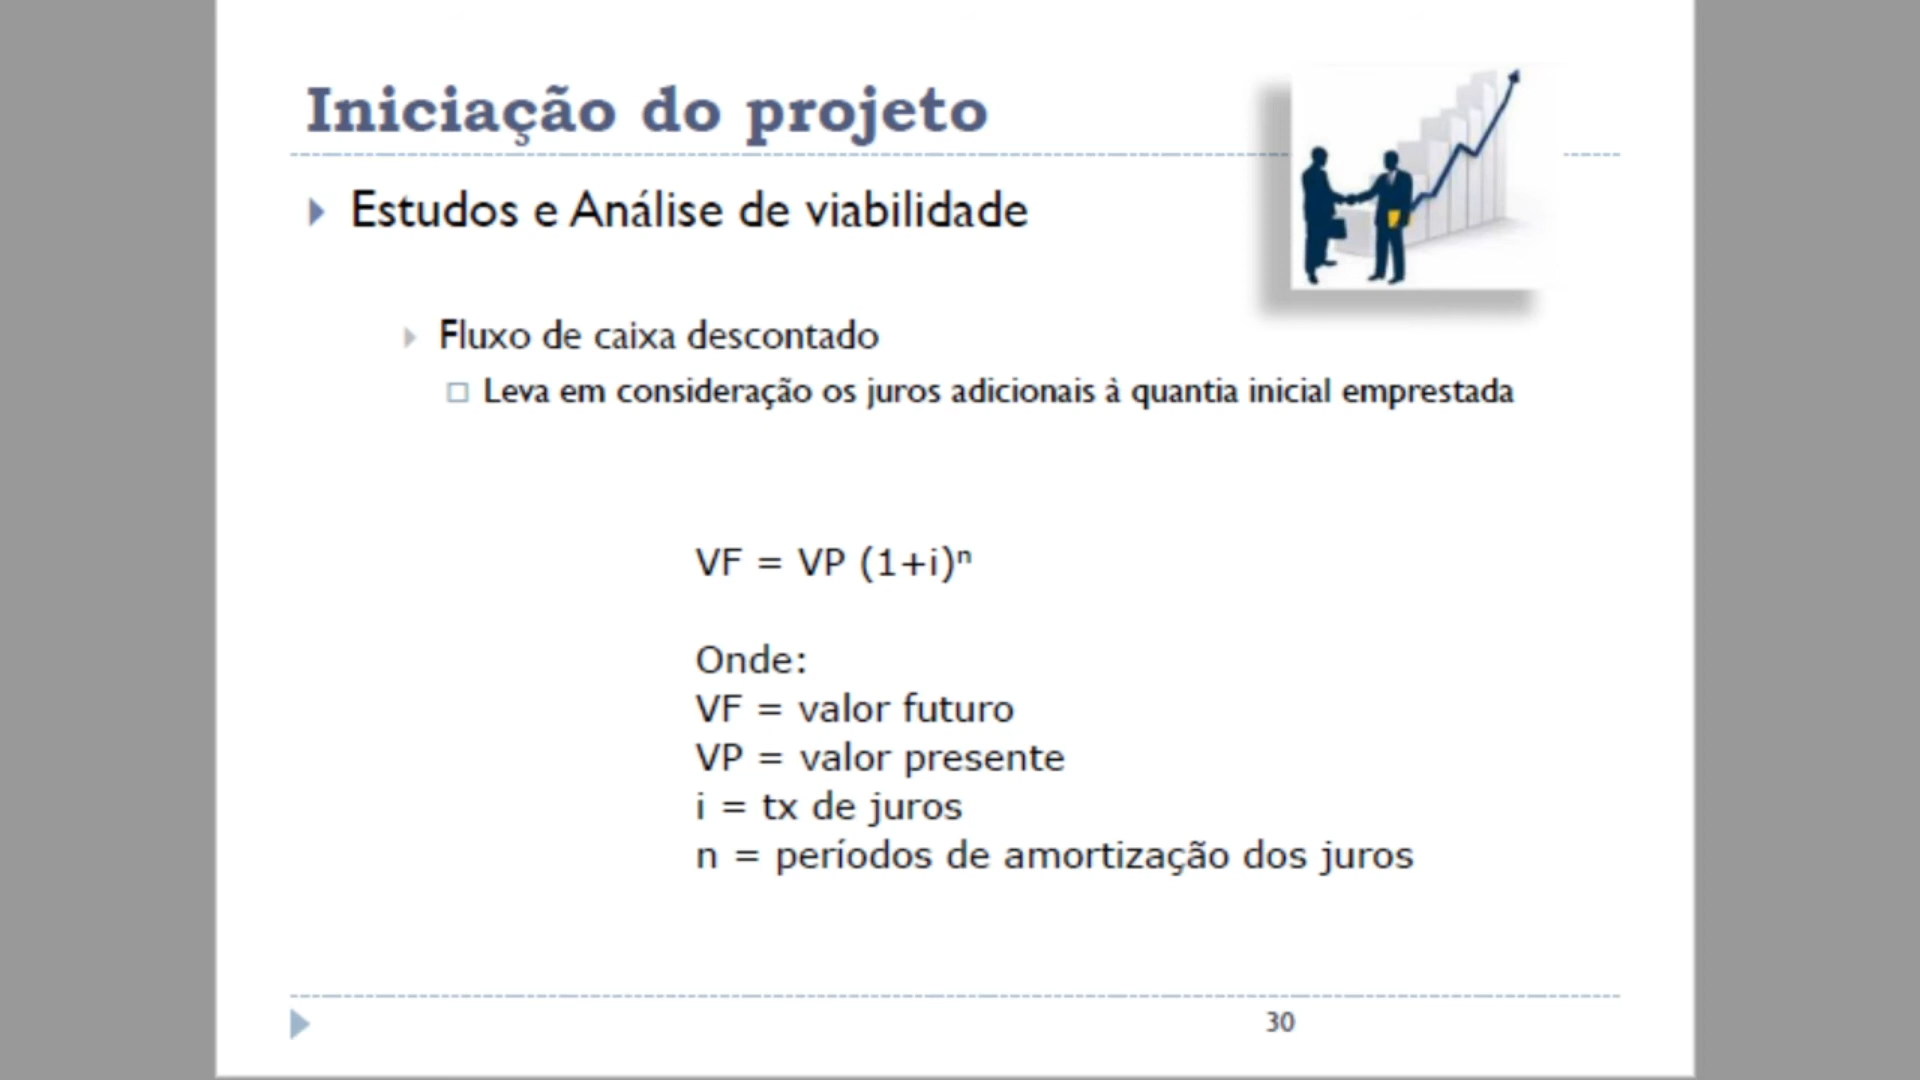 Iniciação do projeto
Estudos e Análise de viabilidade
Fluxo de caixa descontado
Leva em consideração os juros adicionais à quantia inicial emprestada
VF = VP (1+i)ⁿ
Onde:
VF = valor futuro
VP = valor presente
i = tx de juros
n = períodos de amortização dos juros
30